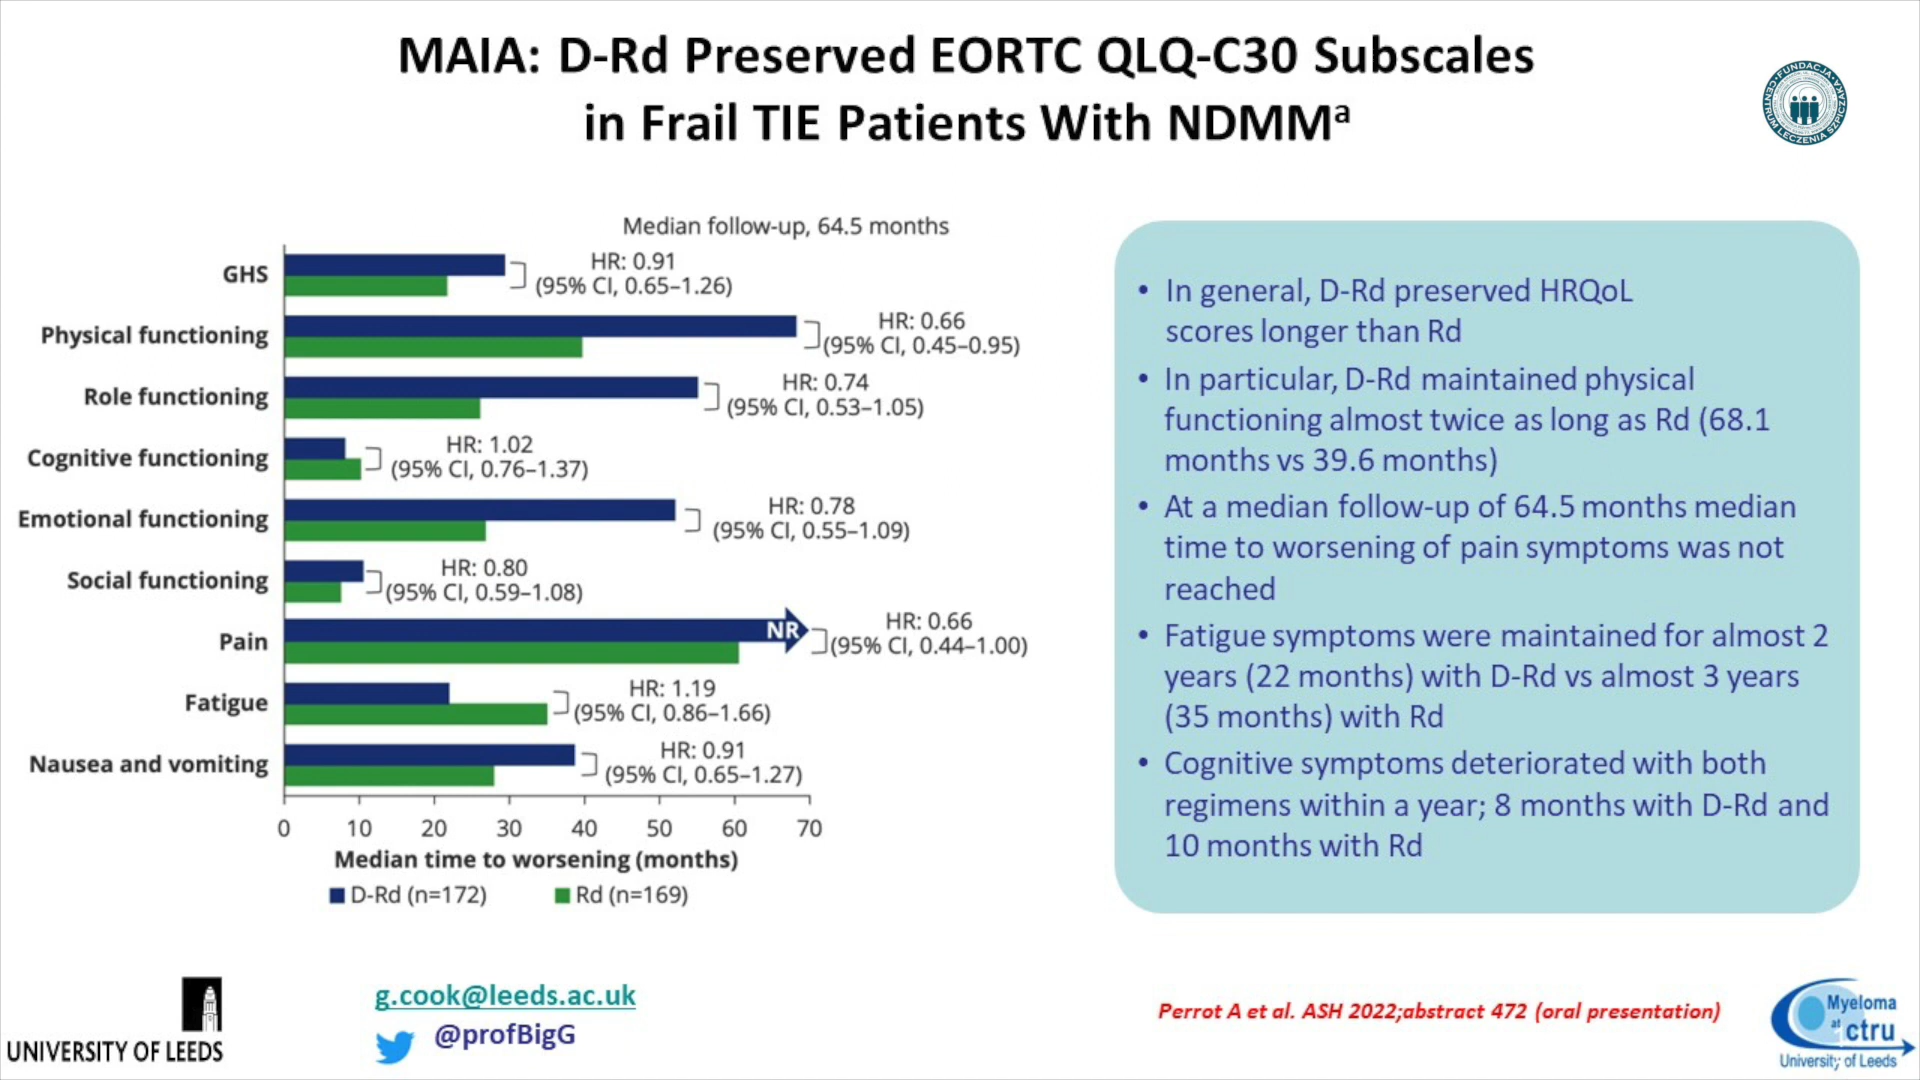 MAIA: D-Rd Preserved EORTC QLQ-C30 Subscales
in Frail TIE Patients With NDMMᵃ
FUNDACJA
CENTRUM LECZENIA SZPICZAKA
Median follow-up, 64.5 months
GHS
HR: 0.91
(95% CI, 0.65–1.26)
Physical functioning
HR: 0.66
(95% CI, 0.45–0.95)
Role functioning
HR: 0.74
(95% CI, 0.53–1.05)
Cognitive functioning
HR: 1.02
(95% CI, 0.76–1.37)
Emotional functioning
HR: 0.78
(95% CI, 0.55–1.09)
Social functioning
HR: 0.80
(95% CI, 0.59–1.08)
Pain
NR
HR: 0.66
(95% CI, 0.44–1.00)
Fatigue
HR: 1.19
(95% CI, 0.86–1.66)
Nausea and vomiting
HR: 0.91
(95% CI, 0.65–1.27)
0 10 20 30 40 50 60 70
Median time to worsening (months)
D-Rd (n=172) Rd (n=169)
• In general, D-Rd preserved HRQoL
scores longer than Rd
• In particular, D-Rd maintained physical
functioning almost twice as long as Rd (68.1
months vs 39.6 months)
• At a median follow-up of 64.5 months median
time to worsening of pain symptoms was not
reached
• Fatigue symptoms were maintained for almost 2
years (22 months) with D-Rd vs almost 3 years
(35 months) with Rd
• Cognitive symptoms deteriorated with both
regimens within a year; 8 months with D-Rd and
10 months with Rd
UNIVERSITY OF LEEDS
g.cook@leeds.ac.uk
@profBigG
Perrot A et al. ASH 2022;abstract 472 (oral presentation)
Myeloma
at ctru
University of Leeds